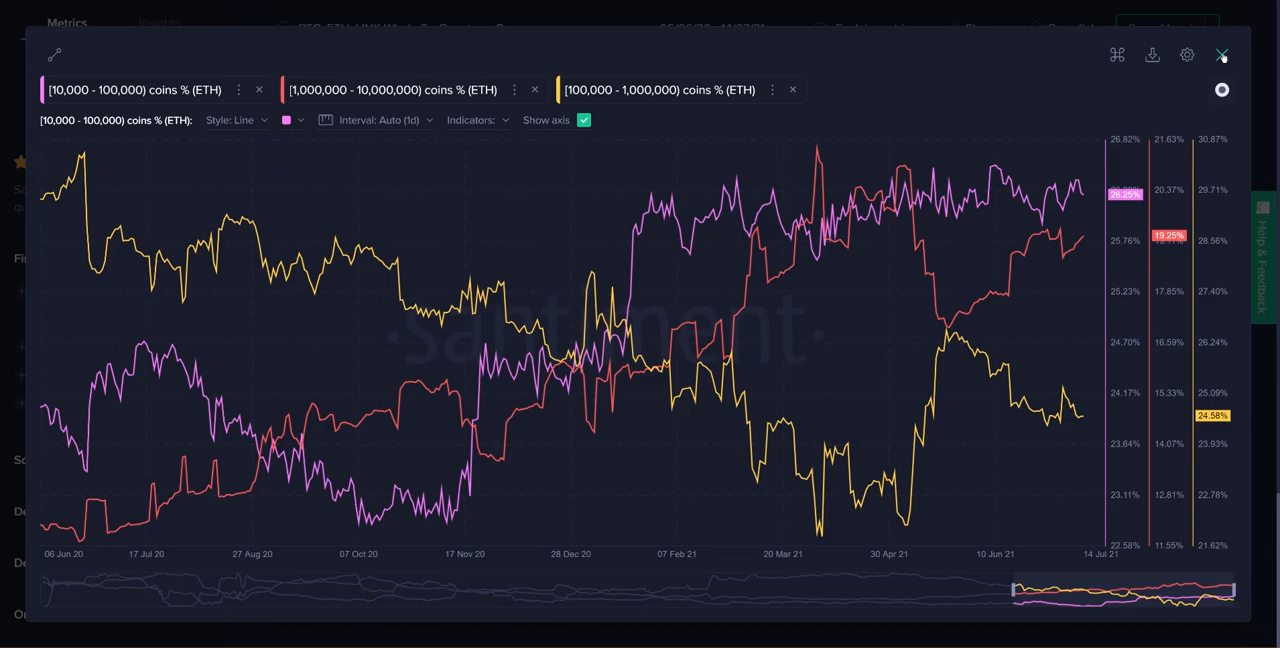 Metrics
Insights
[10,000 - 100,000) coins % (ETH)
[1,000,000 - 10,000,000) coins % (ETH)
[100,000 - 1,000,000) coins % (ETH)
[10,000 - 100,000) coins % (ETH): Style: Line Interval: Auto (1d) Indicators: Show axis
26.82% 21.63% 30.87%
20.37% 29.71%
26.25%
19.25%
25.76% 28.56%
25.23% 17.85% 27.40%
·santiment·
24.70% 16.59% 26.24%
24.17% 15.33% 25.09%
24.58%
23.64% 14.07% 23.93%
23.11% 12.81% 22.78%
22.58% 11.55% 21.62%
06 Jun 20 17 Jul 20 27 Aug 20 07 Oct 20 17 Nov 20 28 Dec 20 07 Feb 21 20 Mar 21 30 Apr 21 10 Jun 21 14 Jul 21
Help & Feedback